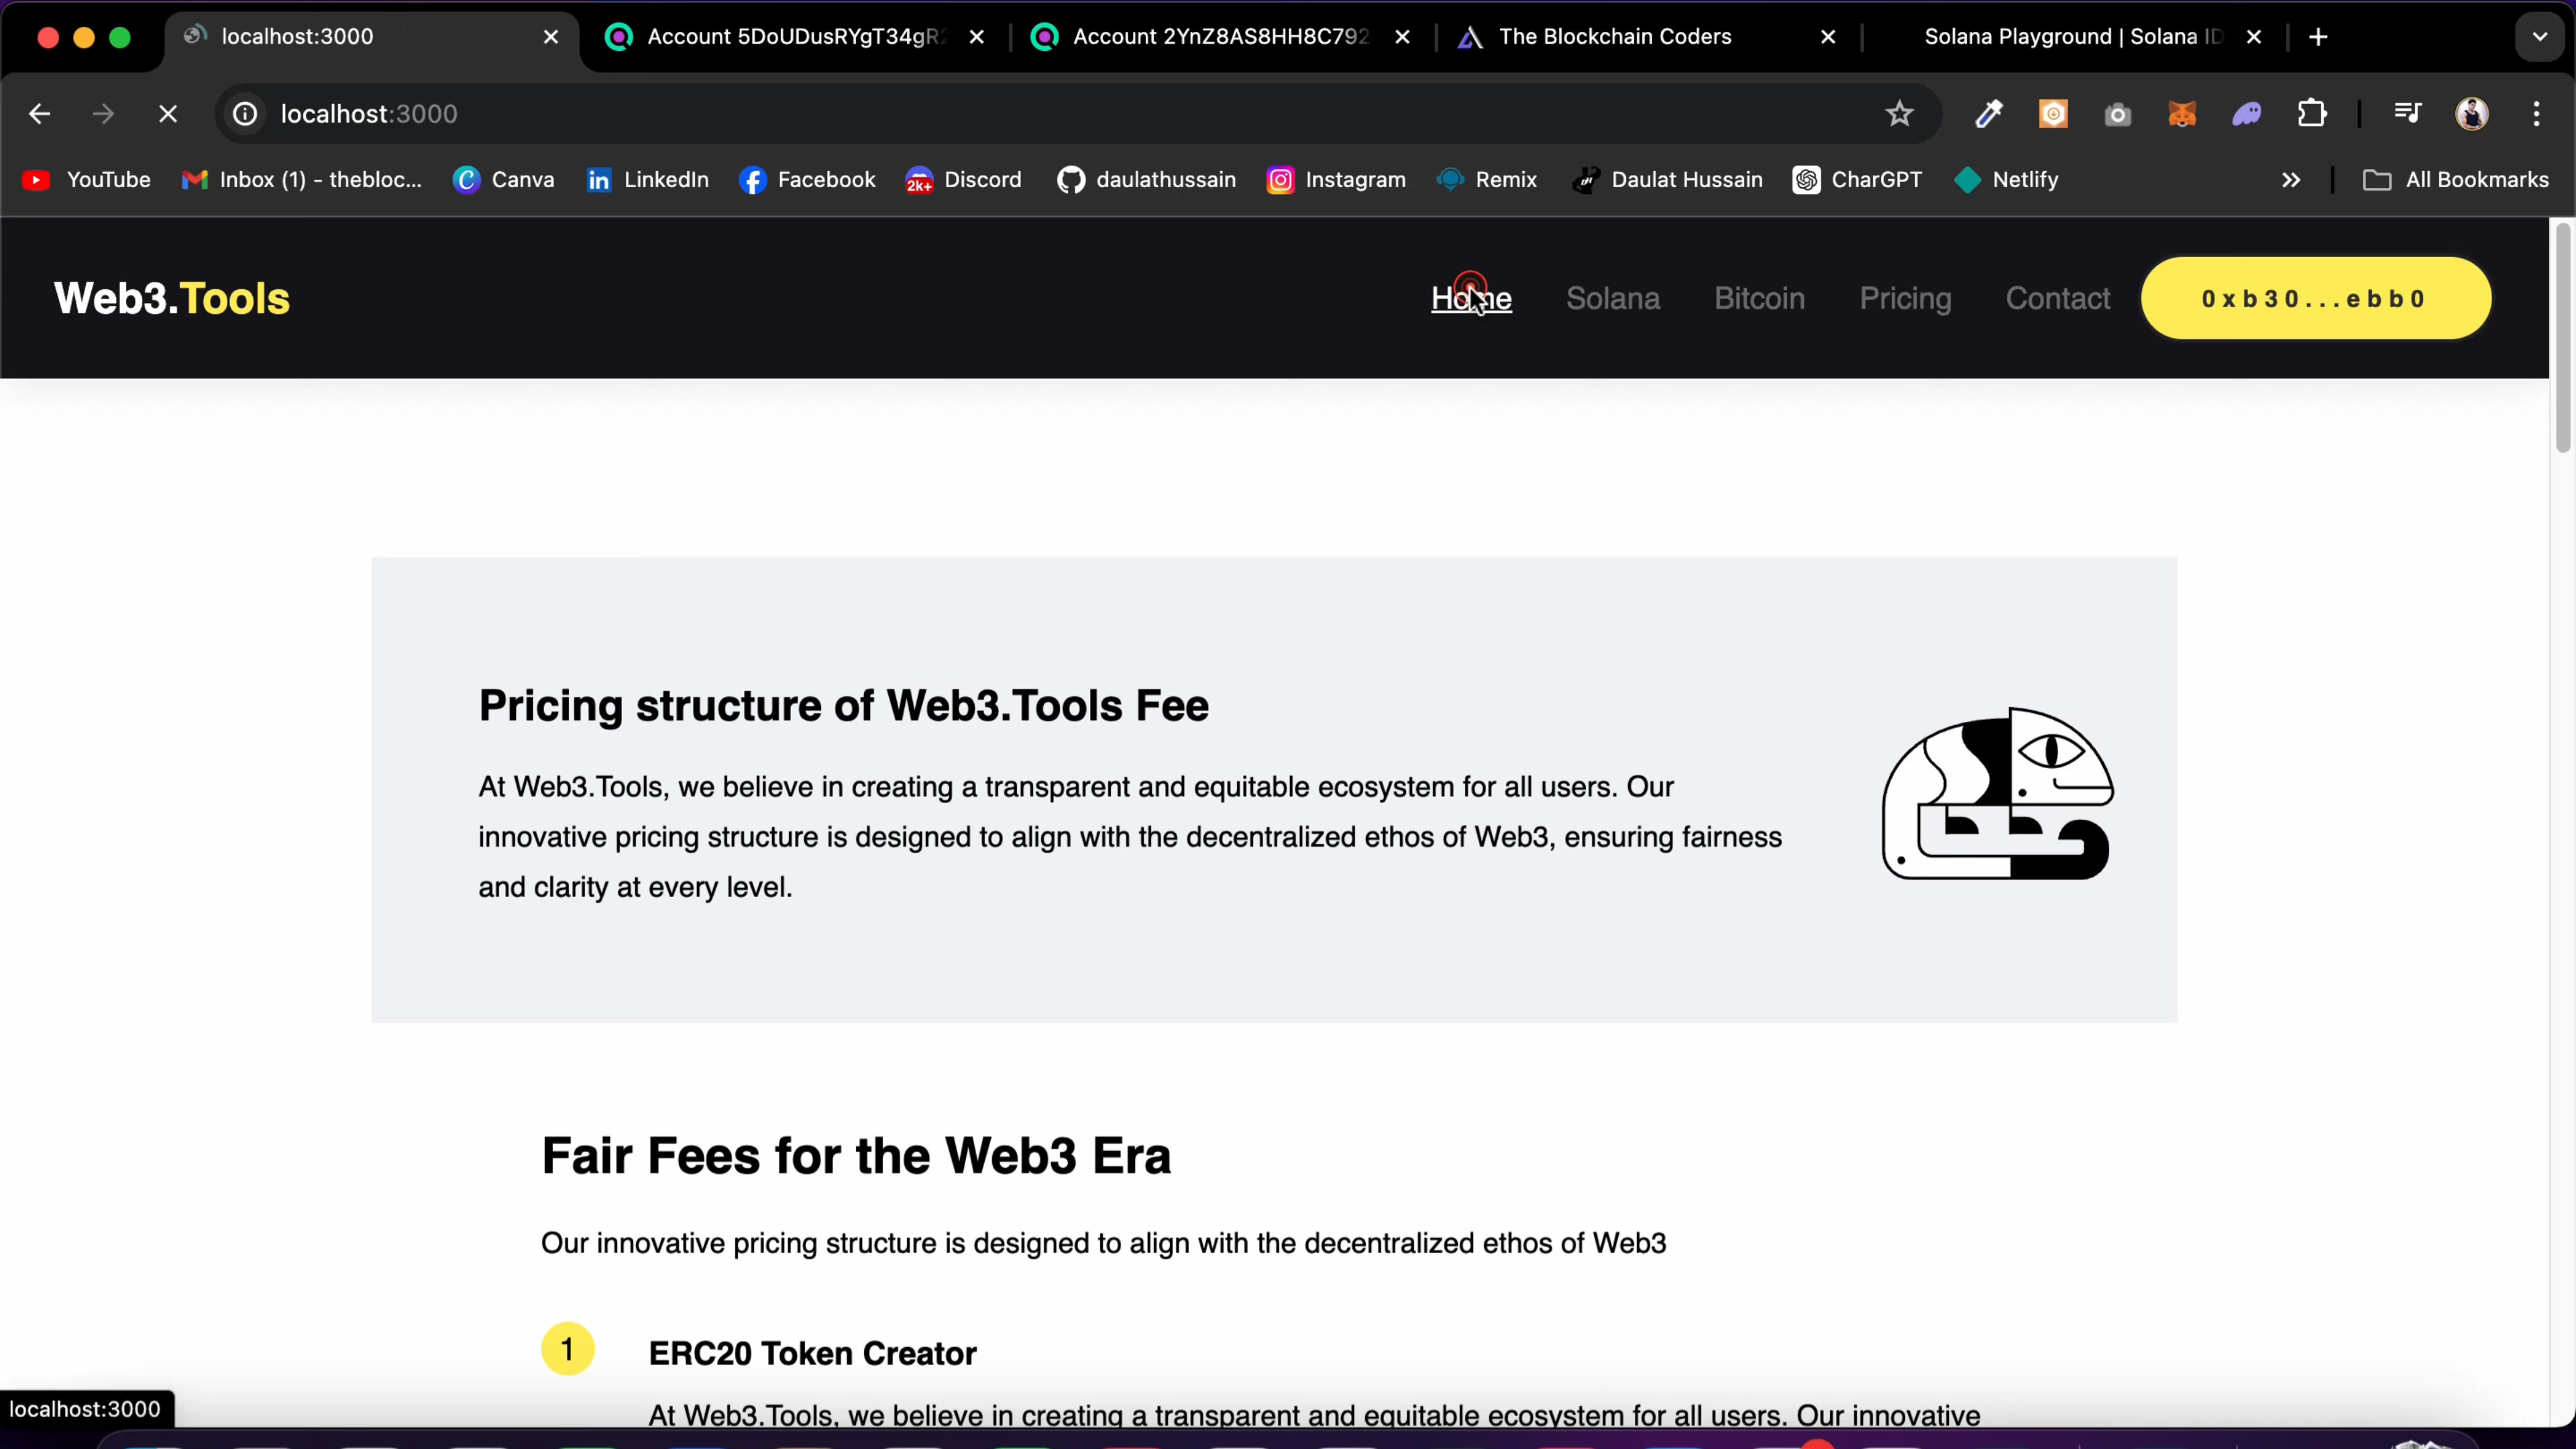 localhost:3000
Account 5DoUDusRYgT34gR2
Account 2YnZ8AS8HH8C792
The Blockchain Coders
Solana Playground | Solana ID
localhost:3000
YouTube
Inbox (1) - thebloc...
Canva
LinkedIn
Facebook
2k+
Discord
daulathussain
Instagram
Remix
Daulat Hussain
CharGPT
Netlify
All Bookmarks
Web3.Tools
Home
Solana
Bitcoin
Pricing
Contact
0xb30...ebb0
Pricing structure of Web3.Tools Fee
At Web3.Tools, we believe in creating a transparent and equitable ecosystem for all users. Our
innovative pricing structure is designed to align with the decentralized ethos of Web3, ensuring fairness
and clarity at every level.
Fair Fees for the Web3 Era
Our innovative pricing structure is designed to align with the decentralized ethos of Web3
1
ERC20 Token Creator
At Web3.Tools, we believe in creating a transparent and equitable ecosystem for all users. Our innovative
localhost:3000